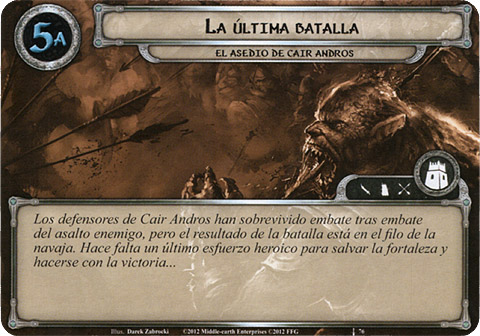 5A
La última batalla
El asedio de Cair Andros
Los defensores de Cair Andros han sobrevivido embate tras embate
del asalto enemigo, pero el resultado de la batalla está en el filo de la
navaja. Hace falta un último esfuerzo heroico para salvar la fortaleza y
hacerse con la victoria...
Illus. Darek Zabrocki ©2012 Middle-earth Enterprises ©2012 FFG 76